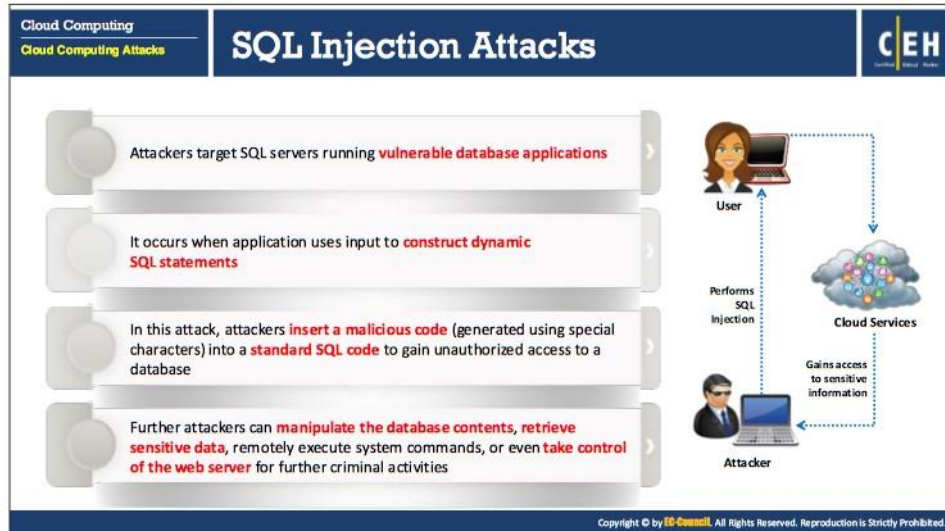 Cloud Computing
Cloud Computing Attacks
SQL Injection Attacks
C EH
Certified Ethical Hacker
Attackers target SQL servers running vulnerable database applications
It occurs when application uses input to construct dynamic
SQL statements
In this attack, attackers insert a malicious code (generated using special
characters) into a standard SQL code to gain unauthorized access to a
database
Further attackers can manipulate the database contents, retrieve
sensitive data, remotely execute system commands, or even take control
of the web server for further criminal activities
User
Performs
SQL
Injection
Cloud Services
Gains access
to sensitive
information
Attacker
Copyright © by EC-Council. All Rights Reserved. Reproduction is Strictly Prohibited.